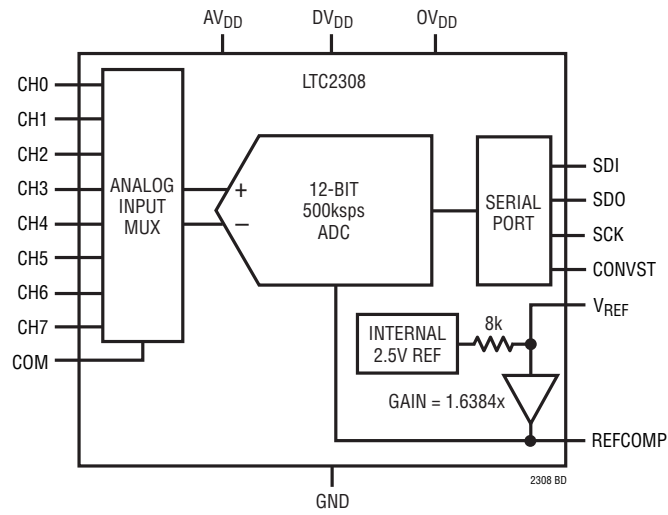 AVDD DVDD OVDD
LTC2308
CH0
CH1
CH2
CH3
CH4
CH5
CH6
CH7
COM
ANALOG
INPUT
MUX
+
−
12-BIT
500ksps
ADC
SERIAL
PORT
SDI
SDO
SCK
CONVST
VREF
INTERNAL
2.5V REF
8k
GAIN = 1.6384x
REFCOMP
2308 BD
GND